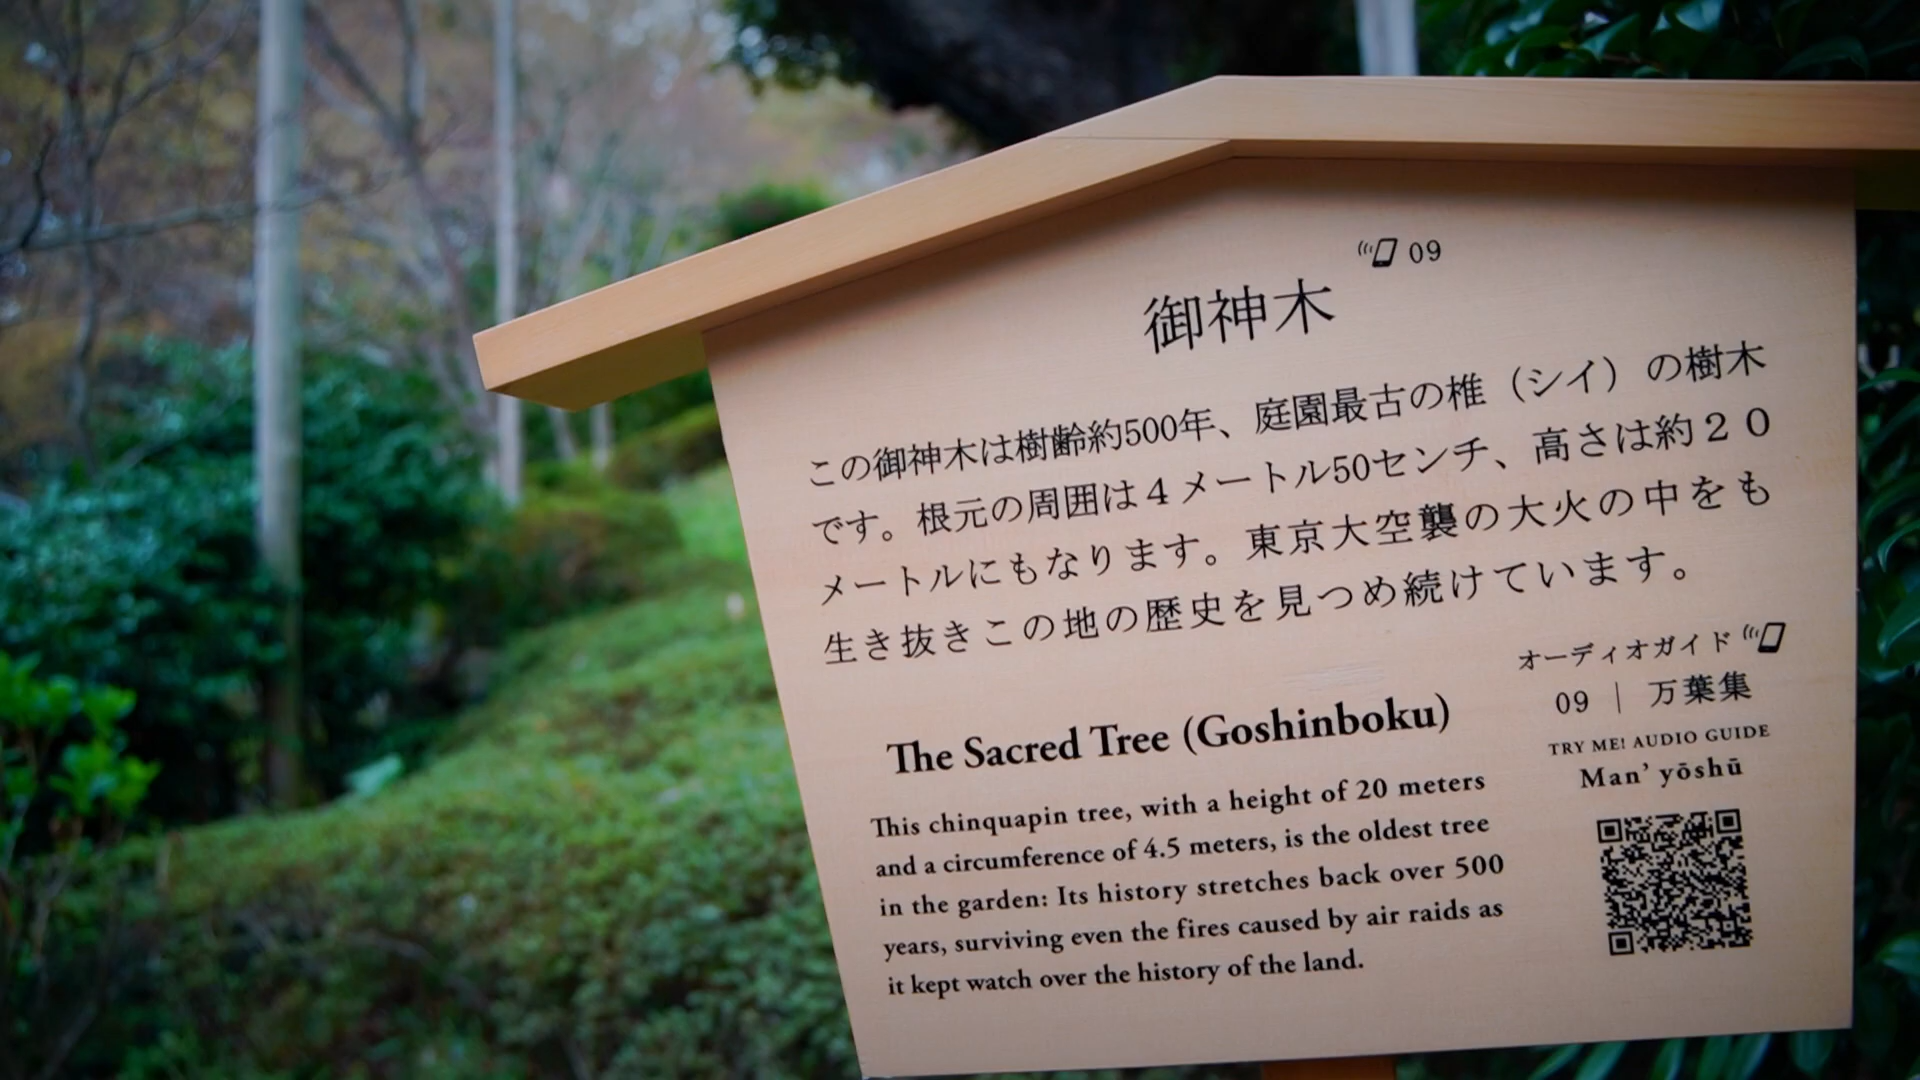 09
御神木
この御神木は樹齢約500年、庭園最古の椎（シイ）の樹木
です。根元の周囲は４メートル50センチ、高さは約２０
メートルにもなります。東京大空襲の大火の中をも
生き抜きこの地の歴史を見つめ続けています。
オーディオガイド
09 | 万葉集
TRY ME! AUDIO GUIDE
Man’ yōshū
The Sacred Tree (Goshinboku)
This chinquapin tree, with a height of 20 meters
and a circumference of 4.5 meters, is the oldest tree
in the garden: Its history stretches back over 500
years, surviving even the fires caused by air raids as
it kept watch over the history of the land.